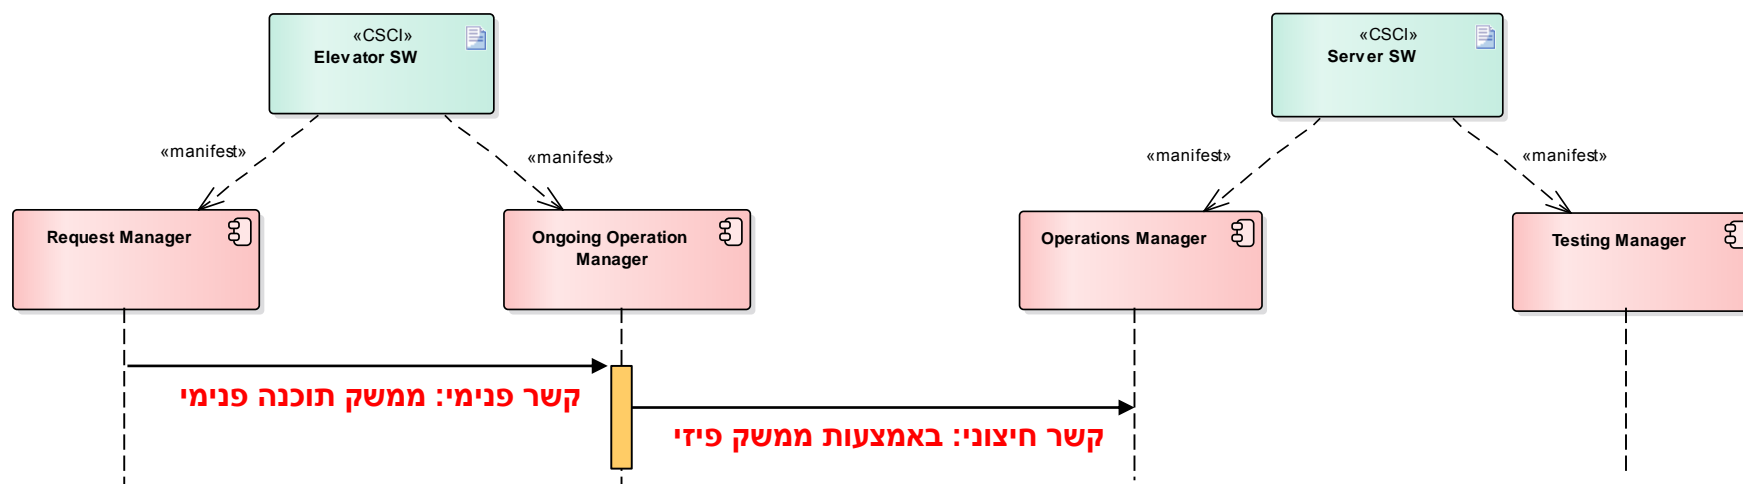 «CSCI»
Elevator SW
«CSCI»
Server SW
«manifest»
«manifest»
«manifest»
«manifest»
Request Manager
Ongoing Operation
Manager
Operations Manager
Testing Manager
קשר פנימי: ממשק תוכנה פנימי
קשר חיצוני: באמצעות ממשק פיזי